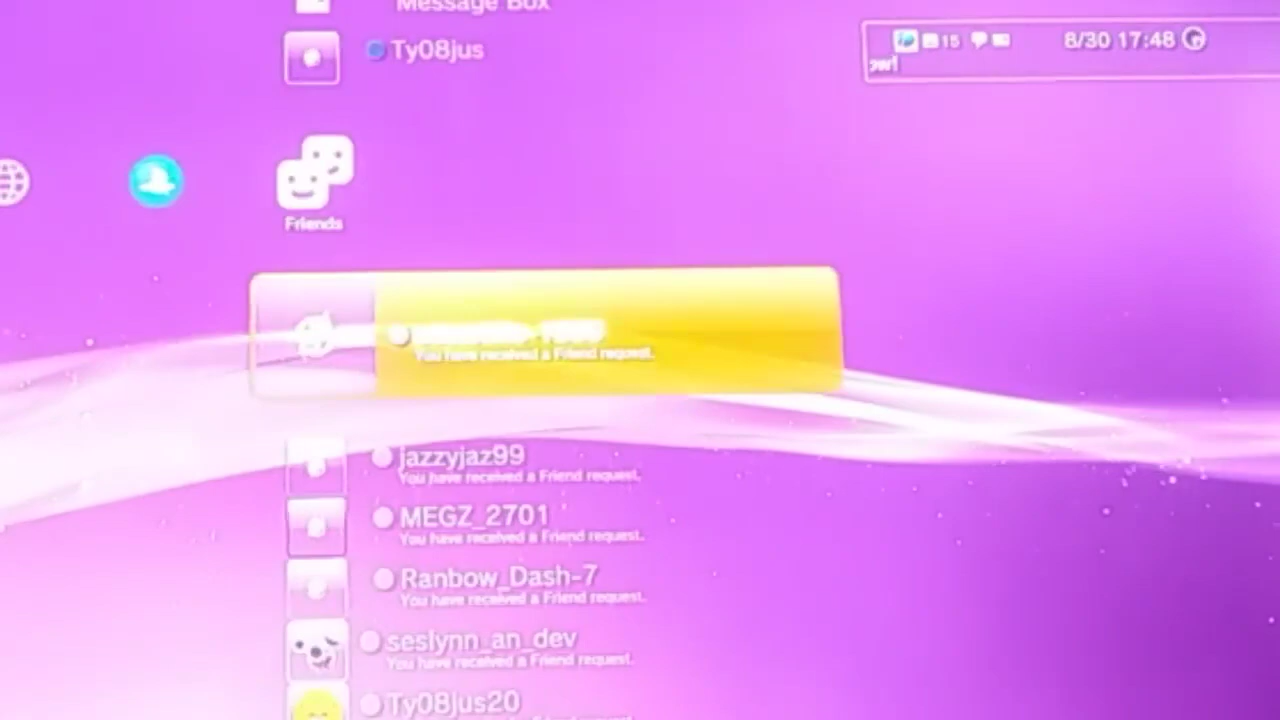 Message Box
Ty08jus
15
8/30 17:48
Friends
You have received a Friend request.
jazzyjaz99
You have received a Friend request.
MEGZ_2701
You have received a Friend request.
Ranbow_Dash-7
You have received a Friend request.
seslynn_an_dev
You have received a Friend request.
Ty08jus20